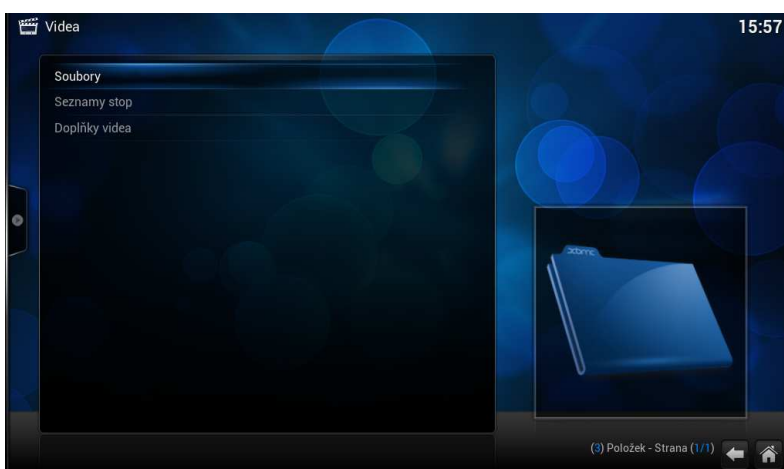 Videa
15:57
Soubory
Seznamy stop
Doplňky videa
xbmc
(3) Položek - Strana (1/1)